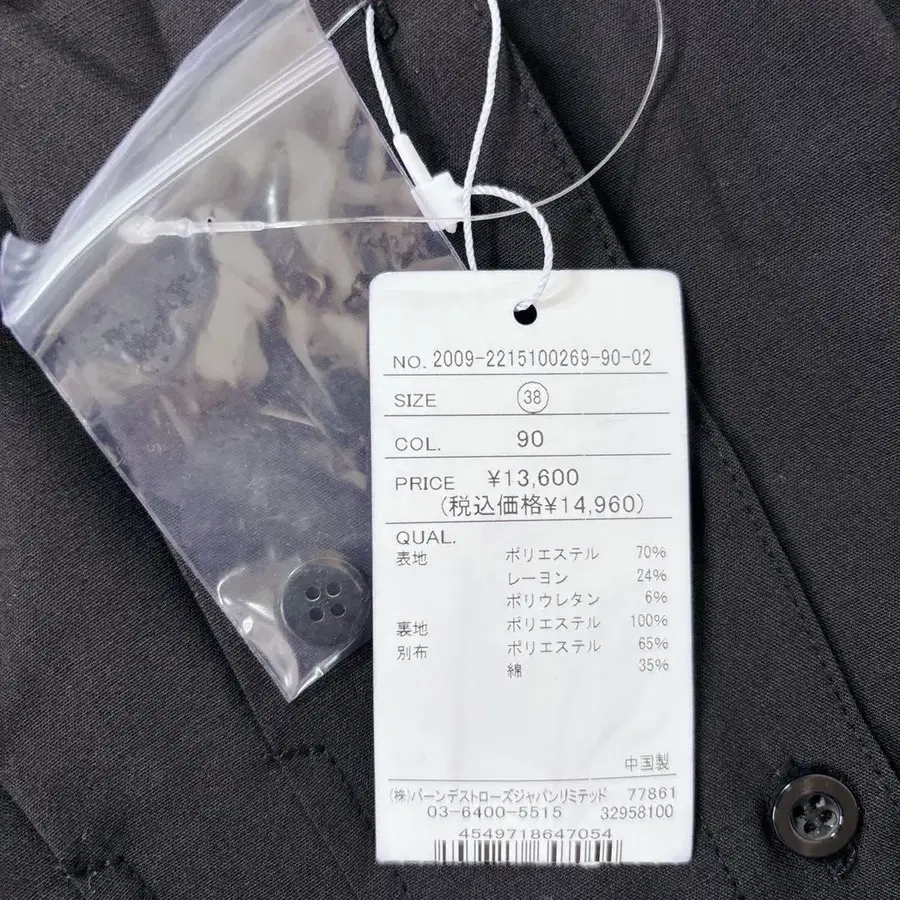 NO. 2009-2215100269-90-02
SIZE 38
COL. 90
PRICE ¥13,600
(税込価格¥14,960)
QUAL.
表地 ポリエステル 70%
レーヨン 24%
ポリウレタン 6%
裏地 ポリエステル 100%
別布 ポリエステル 65%
綿 35%
中国製
(株)バーンデストローズジャパンリミテッド 77861
03-6400-5515 32958100
4549718647054